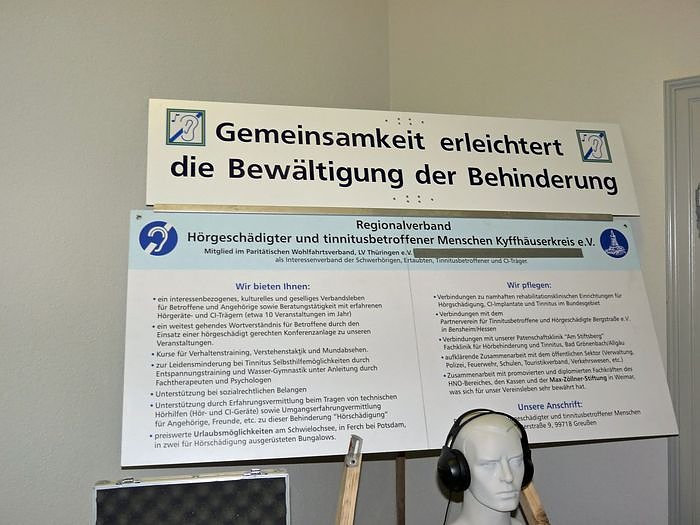 Gemeinsamkeit erleichtert
die Bewältigung der Behinderung
Regionalverband
Hörgeschädigter und tinnitusbetroffener Menschen Kyffhäuserkreis e.V.
Mitglied im Paritätischen Wohlfahrtsverband, LV Thüringen e.V.
als Interessenverband der Schwerhörigen, Ertaubten, Tinnitusbetroffener und CI-Träger.
Wir bieten Ihnen:
• ein interessenbezogenes, kulturelles und geselliges Verbandsleben
für Betroffene und Angehörige sowie Beratungstätigkeit mit erfahrenen
Hörgeräte- und CI-Trägern (etwa 10 Veranstaltungen im Jahr)
• ein weitest gehendes Wortverständnis für Betroffene durch den
Einsatz einer hörgeschädigt gerechten Konferenzanlage zu unseren
Veranstaltungen.
• Kurse für Verhaltenstraining, Verstehenstaktik und Mundabsehen.
• zur Leidensminderung bei Tinnitus Selbsthilfemöglichkeiten durch
Entspannungstraining und Wasser-Gymnastik unter Anleitung durch
Fachtherapeuten und Psychologen
• Unterstützung bei sozialrechtlichen Belangen
• Unterstützung durch Erfahrungsvermittlung beim Tragen von technischen
Hörhilfen (Hör- und CI-Geräte) sowie Umgangserfahrungvermittlung
für Angehörige, Freunde, etc. zu dieser Behinderung "Hörschädigung"
• preiswerte Urlaubsmöglichkeiten am Schwielochsee, in Ferch bei Potsdam,
in zwei für Hörschädigung ausgerüsteten Bungalows.
Wir pflegen:
• Verbindungen zu namhaften rehabilitationsklinischen Einrichtungen für
Hörgeschädigte, CI-Implantate und Tinnitus im Bundesgebiet
• Verbindungen mit dem
Partnerverein für Tinnitusbetroffene und Hörgeschädigte Bergstraße e.V.
in Bensheim/Hessen
• Verbindungen mit unserer Patenschaftsklinik "Am Stiftsberg"
Fachklinik für Hörbehinderung und Tinnitus, Bad Grönenbach/Allgäu
• aufklärende Zusammenarbeit mit dem öffentlichen Sektor (Verwaltung,
Polizei, Feuerwehr, Schulen, Touristikverband, Verkehrswesen, etc.)
• Zusammenarbeit mit promovierten und diplomierten Fachkräften des
HNO-Bereiches, den Kassen und der Max-Zöllner-Stiftung in Weimar,
was sich für unser Vereinsleben sehr bewährt hat.
Unsere Anschrift:
geschädigter und tinnitusbetroffener Menschen
erstraße 9, 99718 Greußen